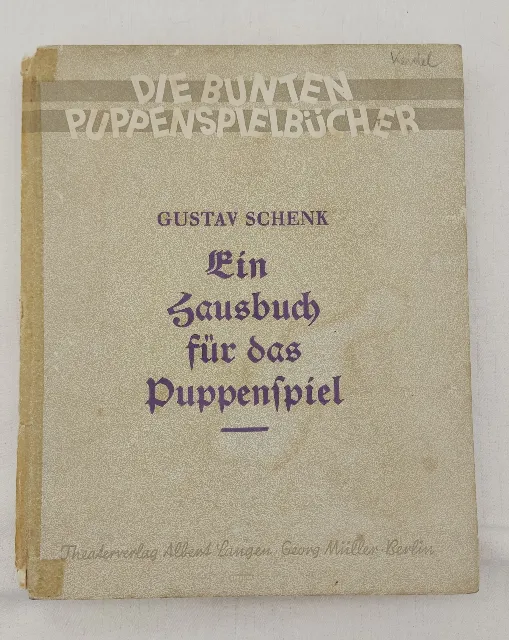 DIE BUNTEN
PUPPENSPIELBÜCHER
GUSTAV SCHENK
Ein
Hausbuch
für das
Puppenſpiel
Theaterverlag Albert Langen, Georg Müller-Berlin